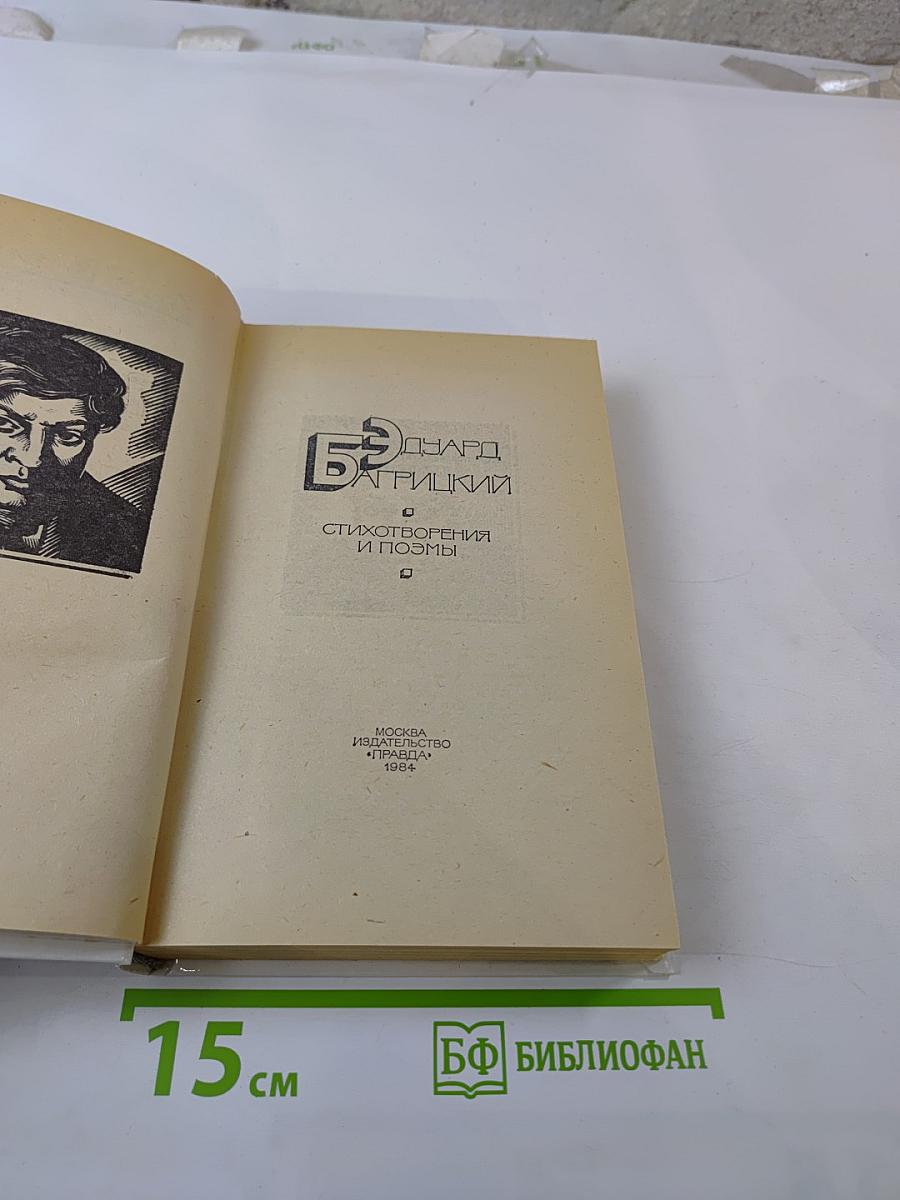 ЭДУАРД
БАГРИЦКИЙ
СТИХОТВОРЕНИЯ
И ПОЭМЫ
МОСКВА
ИЗДАТЕЛЬСТВО
«ПРАВДА»
1984
15 см
БФ БИБЛИОФАН